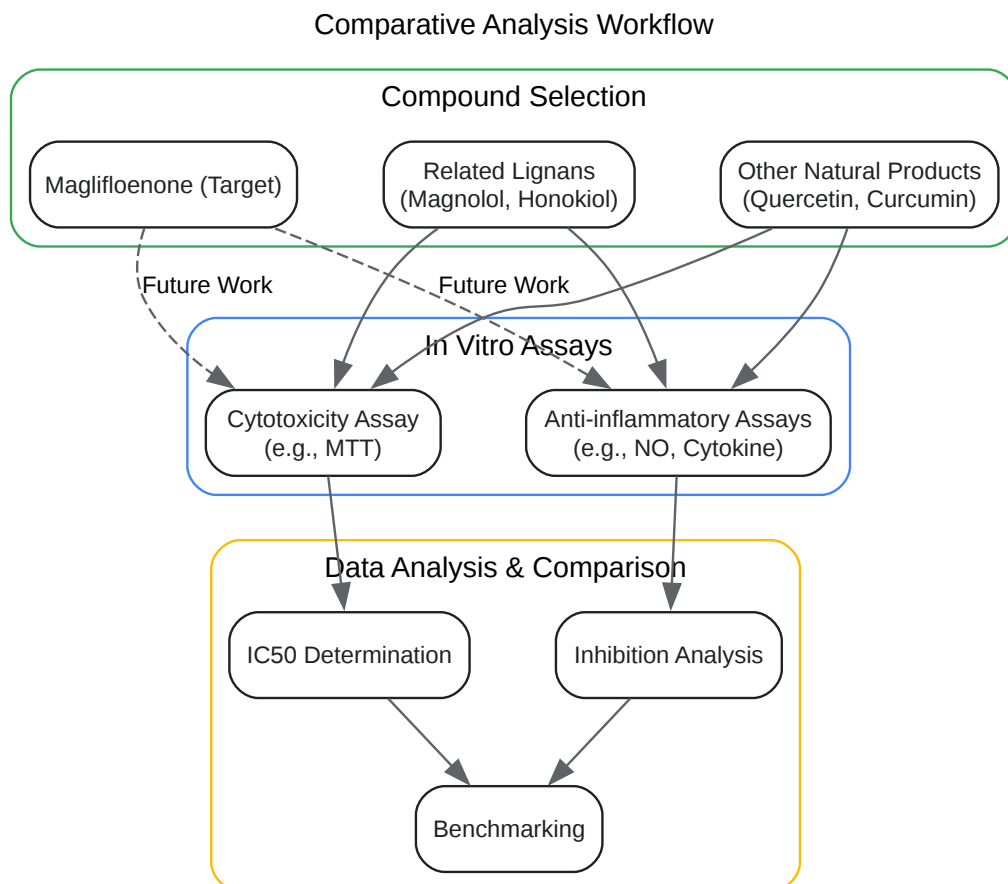 Comparative Analysis Workflow
Compound Selection
Maglifloenone (Target)
Related Lignans
(Magnolol, Honokiol)
Other Natural Products
(Quercetin, Curcumin)
Future Work
Future Work
In Vitro Assays
Cytotoxicity Assay
(e.g., MTT)
Anti-inflammatory Assays
(e.g., NO, Cytokine)
Data Analysis & Comparison
IC50 Determination
Inhibition Analysis
Benchmarking